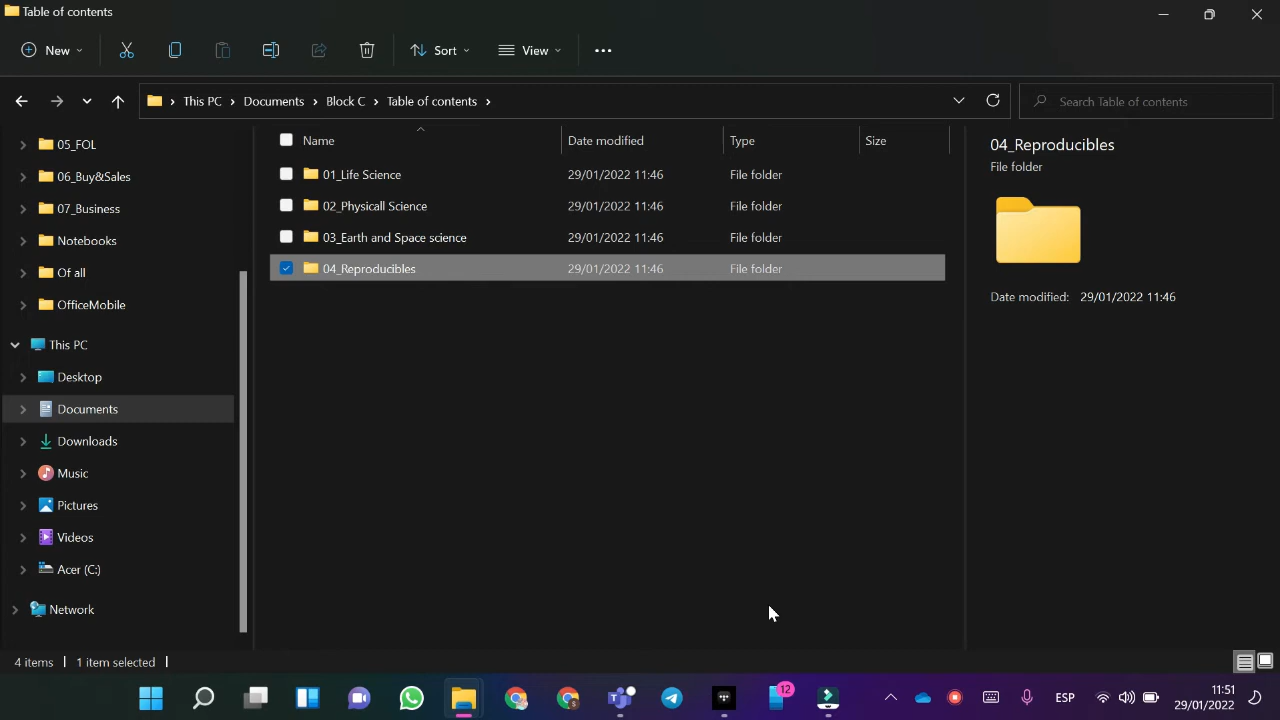 Table of contents
New
Sort
View
This PC
Documents
Block C
Table of contents
Search Table of contents
05_FOL
06_Buy&Sales
07_Business
Notebooks
Of all
OfficeMobile
This PC
Desktop
Documents
Downloads
Music
Pictures
Videos
Acer (C:)
Network
Name Date modified Type Size
01_Life Science 29/01/2022 11:46 File folder
02_Physicall Science 29/01/2022 11:46 File folder
03_Earth and Space science 29/01/2022 11:46 File folder
04_Reproducibles 29/01/2022 11:46 File folder
04_Reproducibles
File folder
Date modified: 29/01/2022 11:46
4 items 1 item selected
12
ESP
11:51
29/01/2022